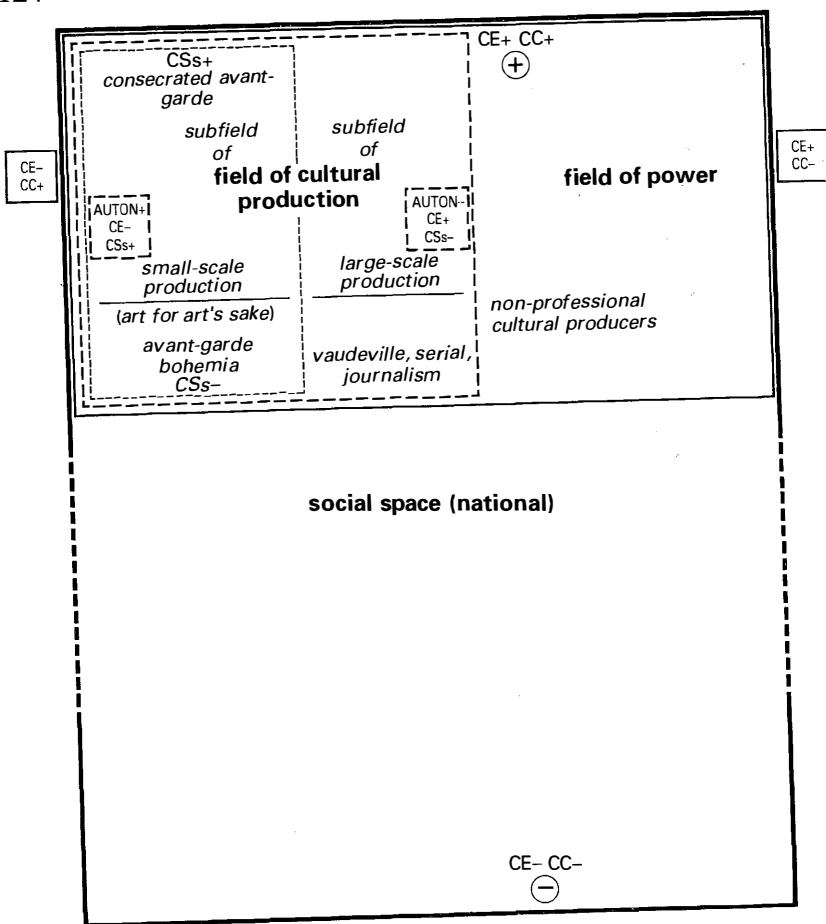 CE+ CC+
+
CSs+
consecrated avant-
garde
subfield
of
subfield
of
field of cultural
production
field of power
CE–
CC+
CE+
CC–
AUTON+
CE–
CSs+
AUTON–
CE+
CSs–
small-scale
production
(art for art's sake)
large-scale
production
non-professional
cultural producers
avant-garde
bohemia
CSs–
vaudeville, serial,
journalism
social space (national)
CE– CC–
–